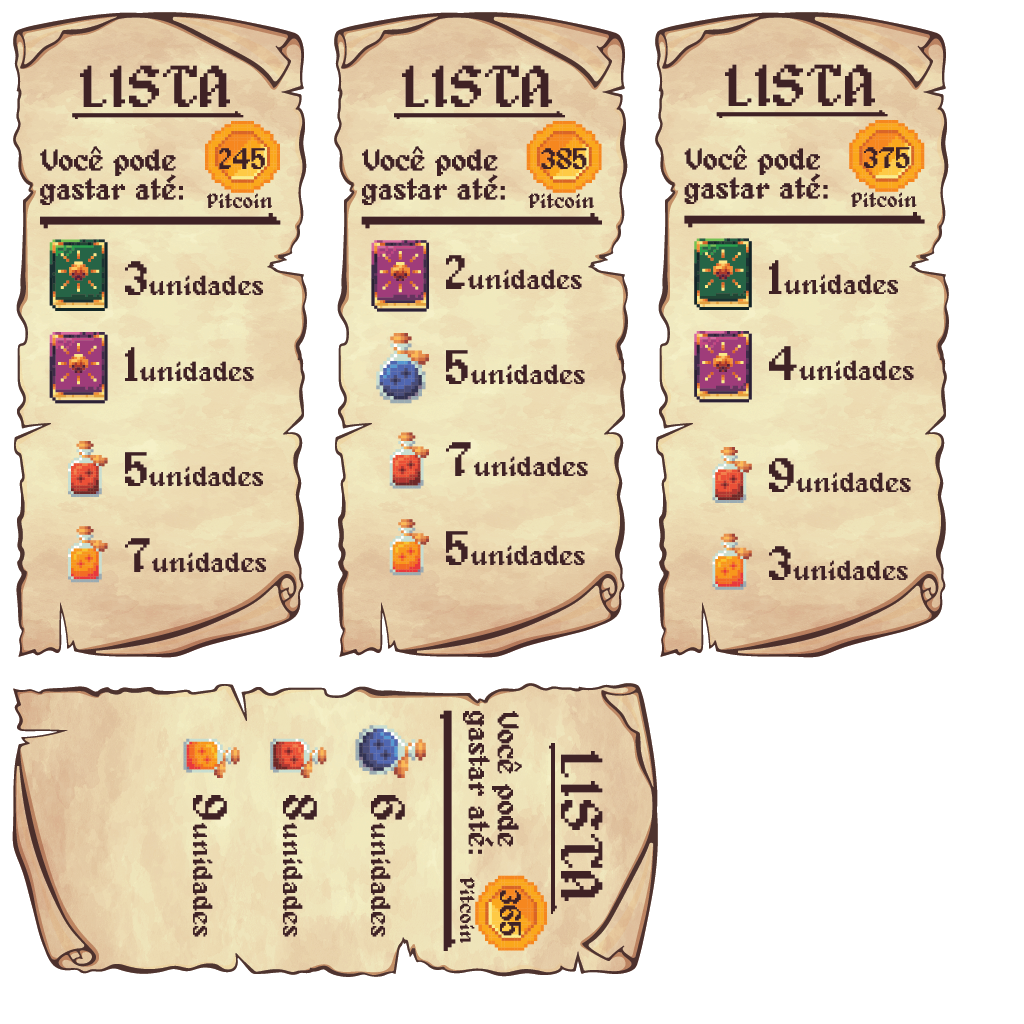 LISTA
Você pode
gastar até:
245
Pitcoin
3unidades
1unidades
5unidades
7unidades
LISTA
Você pode
gastar até:
385
Pitcoin
2unidades
5unidades
7unidades
5unidades
LISTA
Você pode
gastar até:
375
Pitcoin
1unidades
4unidades
9unidades
3unidades
LISTA
Você pode
gastar até:
365
Pitcoin
6unidades
8unidades
9unidades